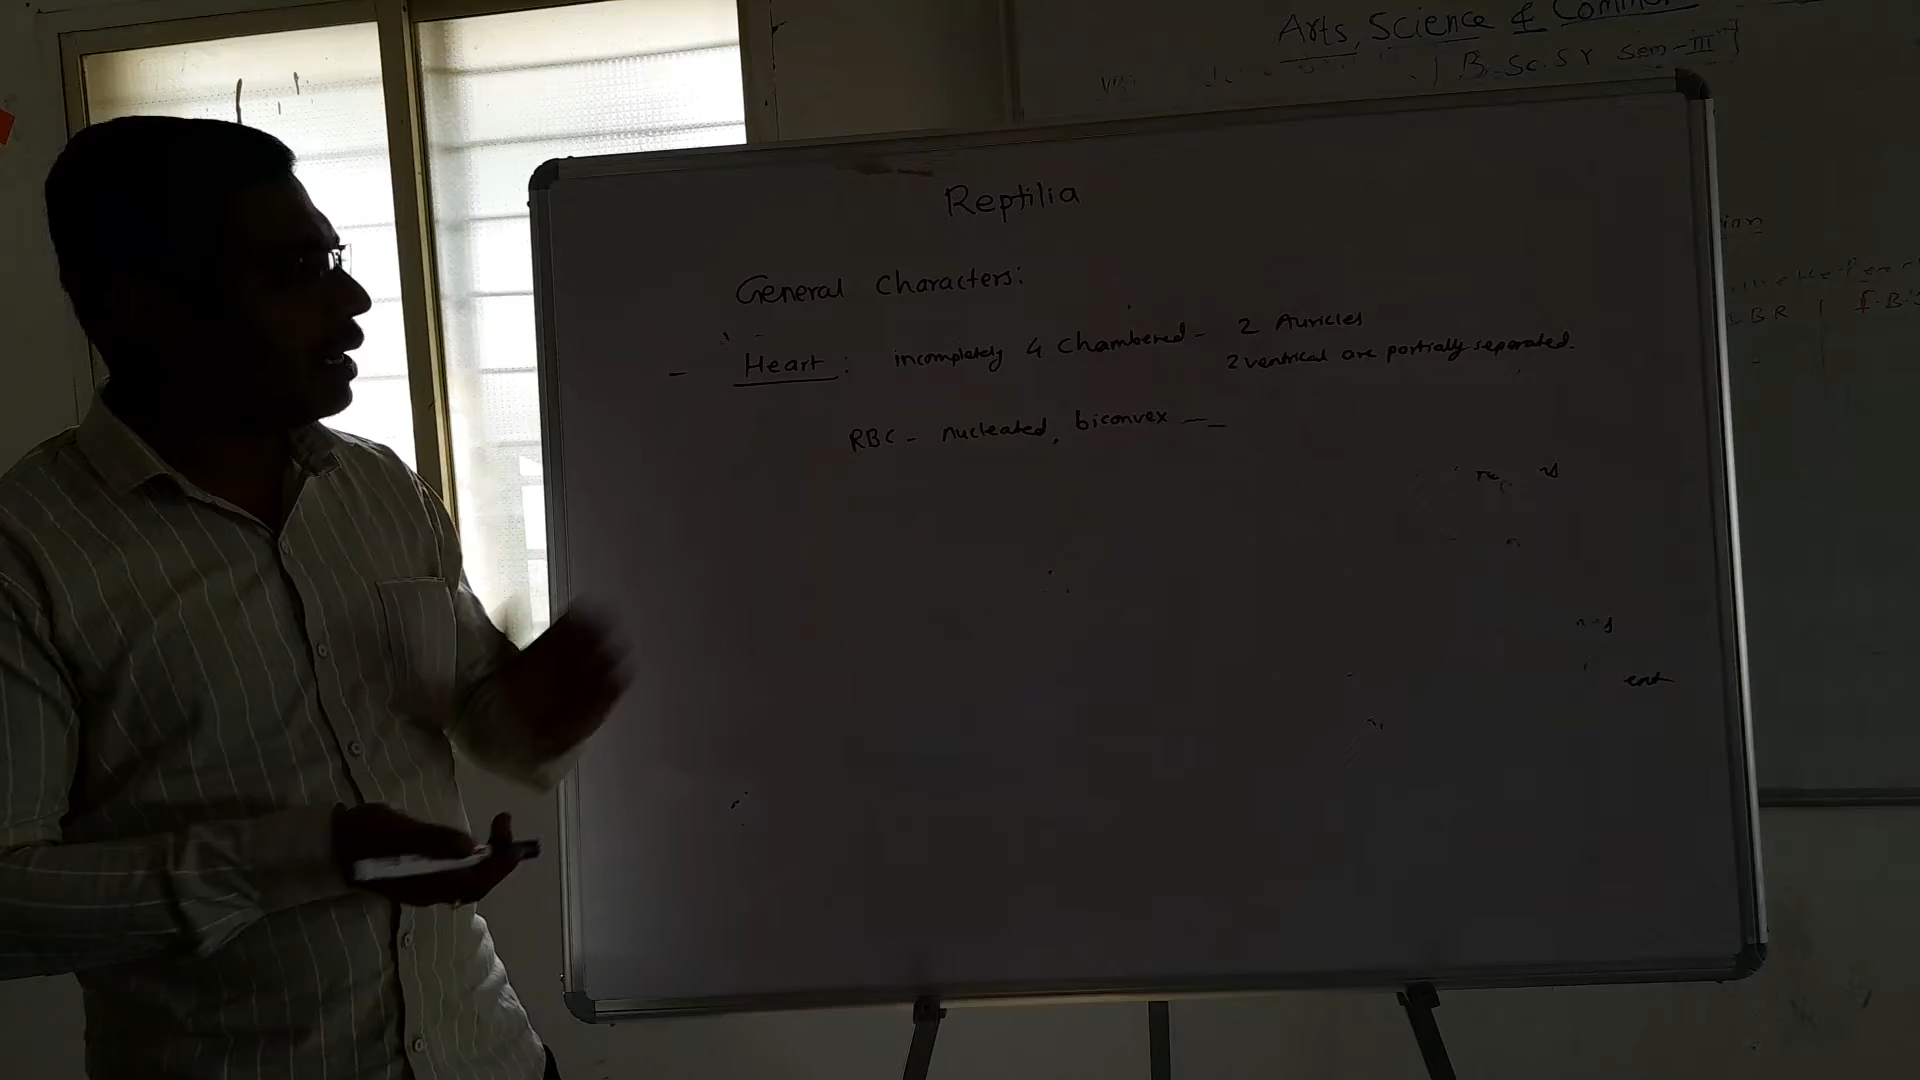 Arts, Science &
B.Sc.SY Sem-III
Reptilia
General Characters:
- Heart : incompletely 4 chambered - 2 Auricles
2 ventrical are partially separated.
RBC - nucleated, biconvex --